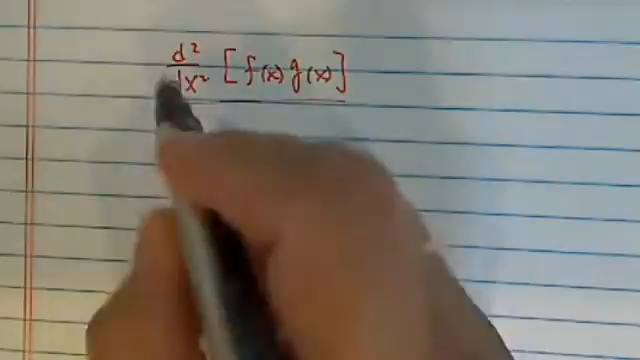 d²/dx² [f(x) g(x)]